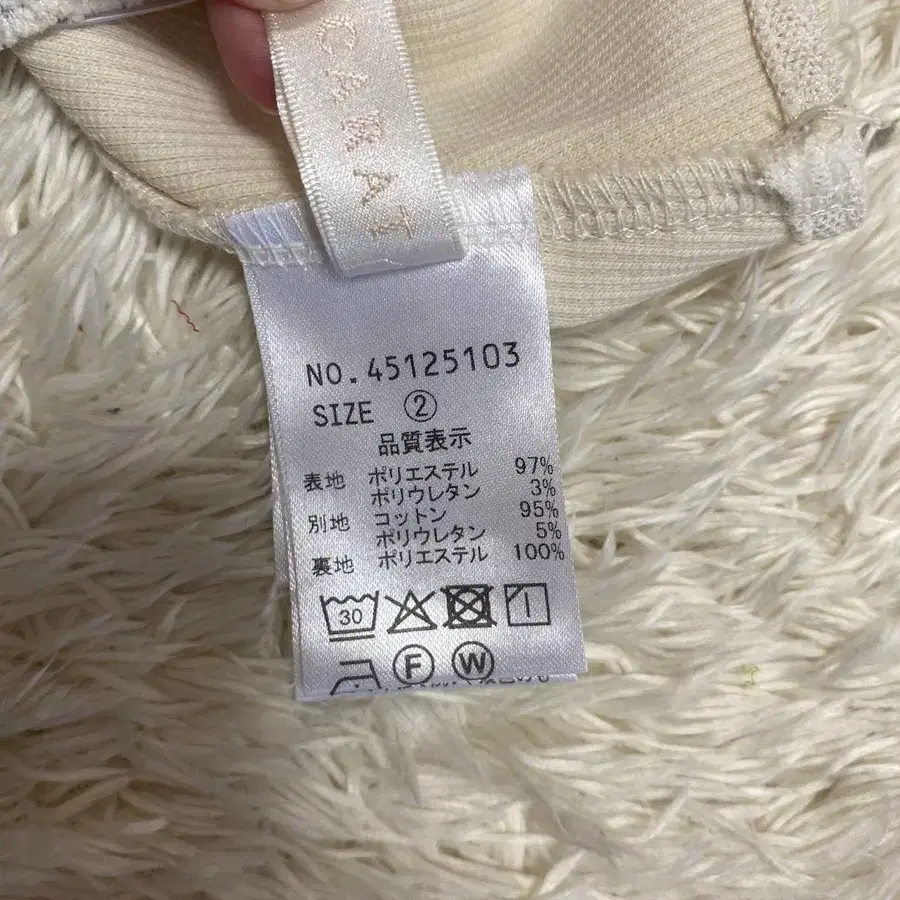 CARAT
NO.45125103
SIZE ②
品質表示
表地 ポリエステル 97%
ポリウレタン 3%
別地 コットン 95%
ポリウレタン 5%
裏地 ポリエステル 100%
30
F W